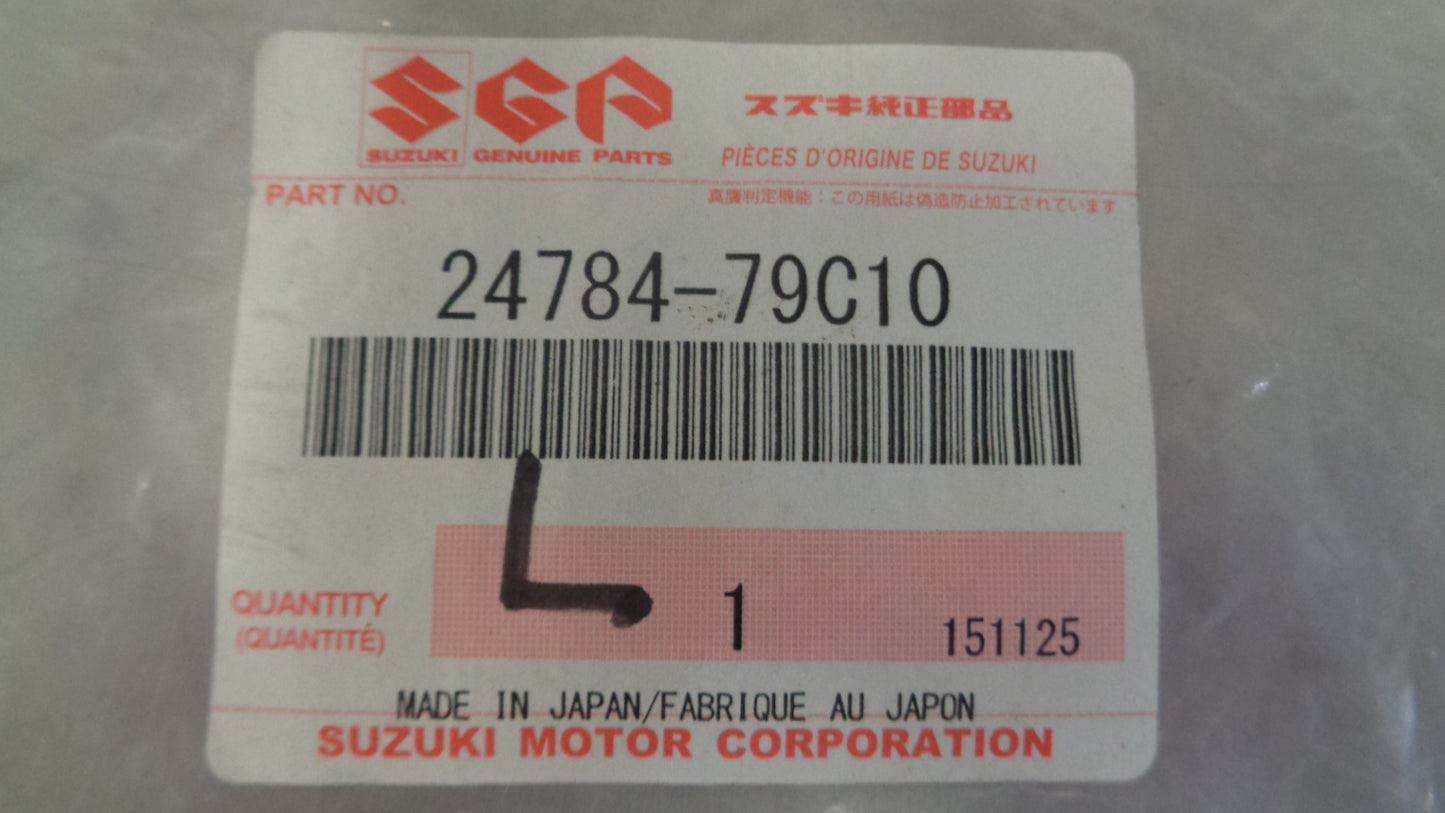 SGP
スズキ純正部品
SUZUKI GENUINE PARTS
PIÈCES D'ORIGINE DE SUZUKI
PART NO.
真贋判定機能：この用紙は偽造防止加工されています
24784-79C10
L
QUANTITY
(QUANTITÉ)
1
151125
MADE IN JAPAN/FABRIQUE AU JAPON
SUZUKI MOTOR CORPORATION